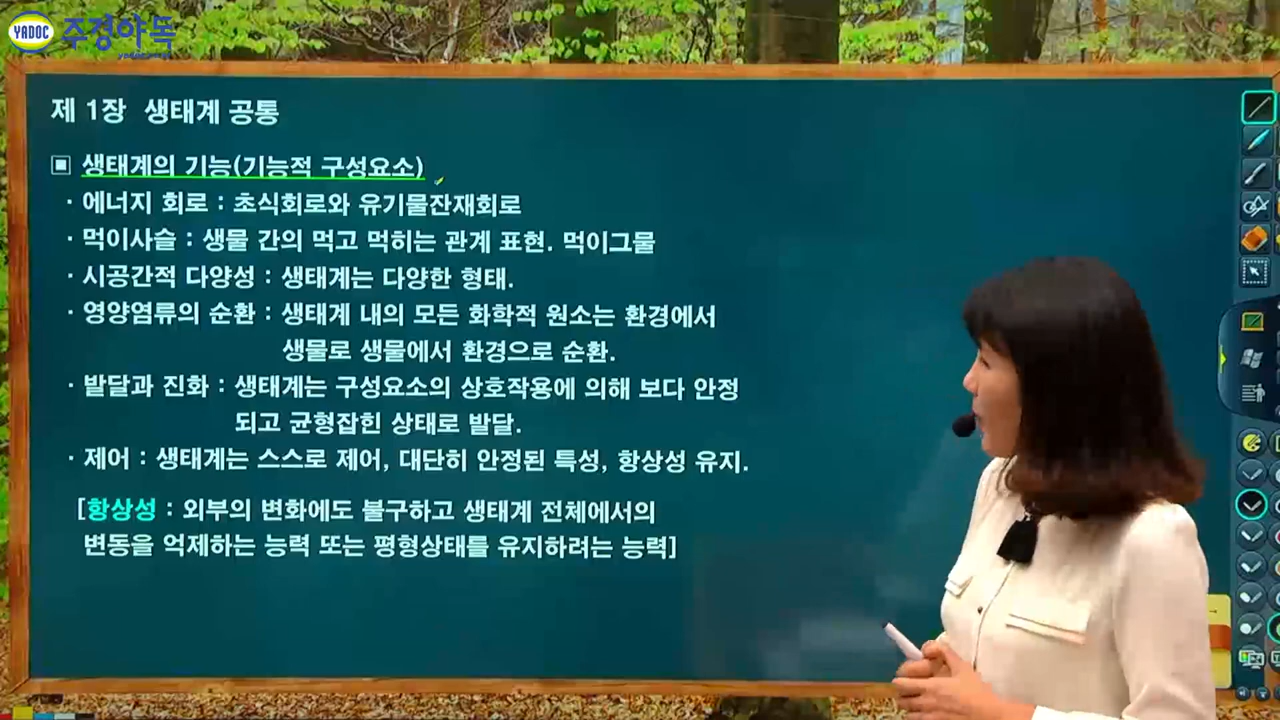 YADOC 주경야독
제 1장 생태계 공통
▣ 생태계의 기능(기능적 구성요소)
· 에너지 회로 : 초식회로와 유기물잔재회로
· 먹이사슬 : 생물 간의 먹고 먹히는 관계 표현. 먹이그물
· 시공간적 다양성 : 생태계는 다양한 형태.
· 영양염류의 순환 : 생태계 내의 모든 화학적 원소는 환경에서
생물로 생물에서 환경으로 순환.
· 발달과 진화 : 생태계는 구성요소의 상호작용에 의해 보다 안정
되고 균형잡힌 상태로 발달.
· 제어 : 생태계는 스스로 제어, 대단히 안정된 특성, 항상성 유지.
[항상성 : 외부의 변화에도 불구하고 생태계 전체에서의
변동을 억제하는 능력 또는 평형상태를 유지하려는 능력]